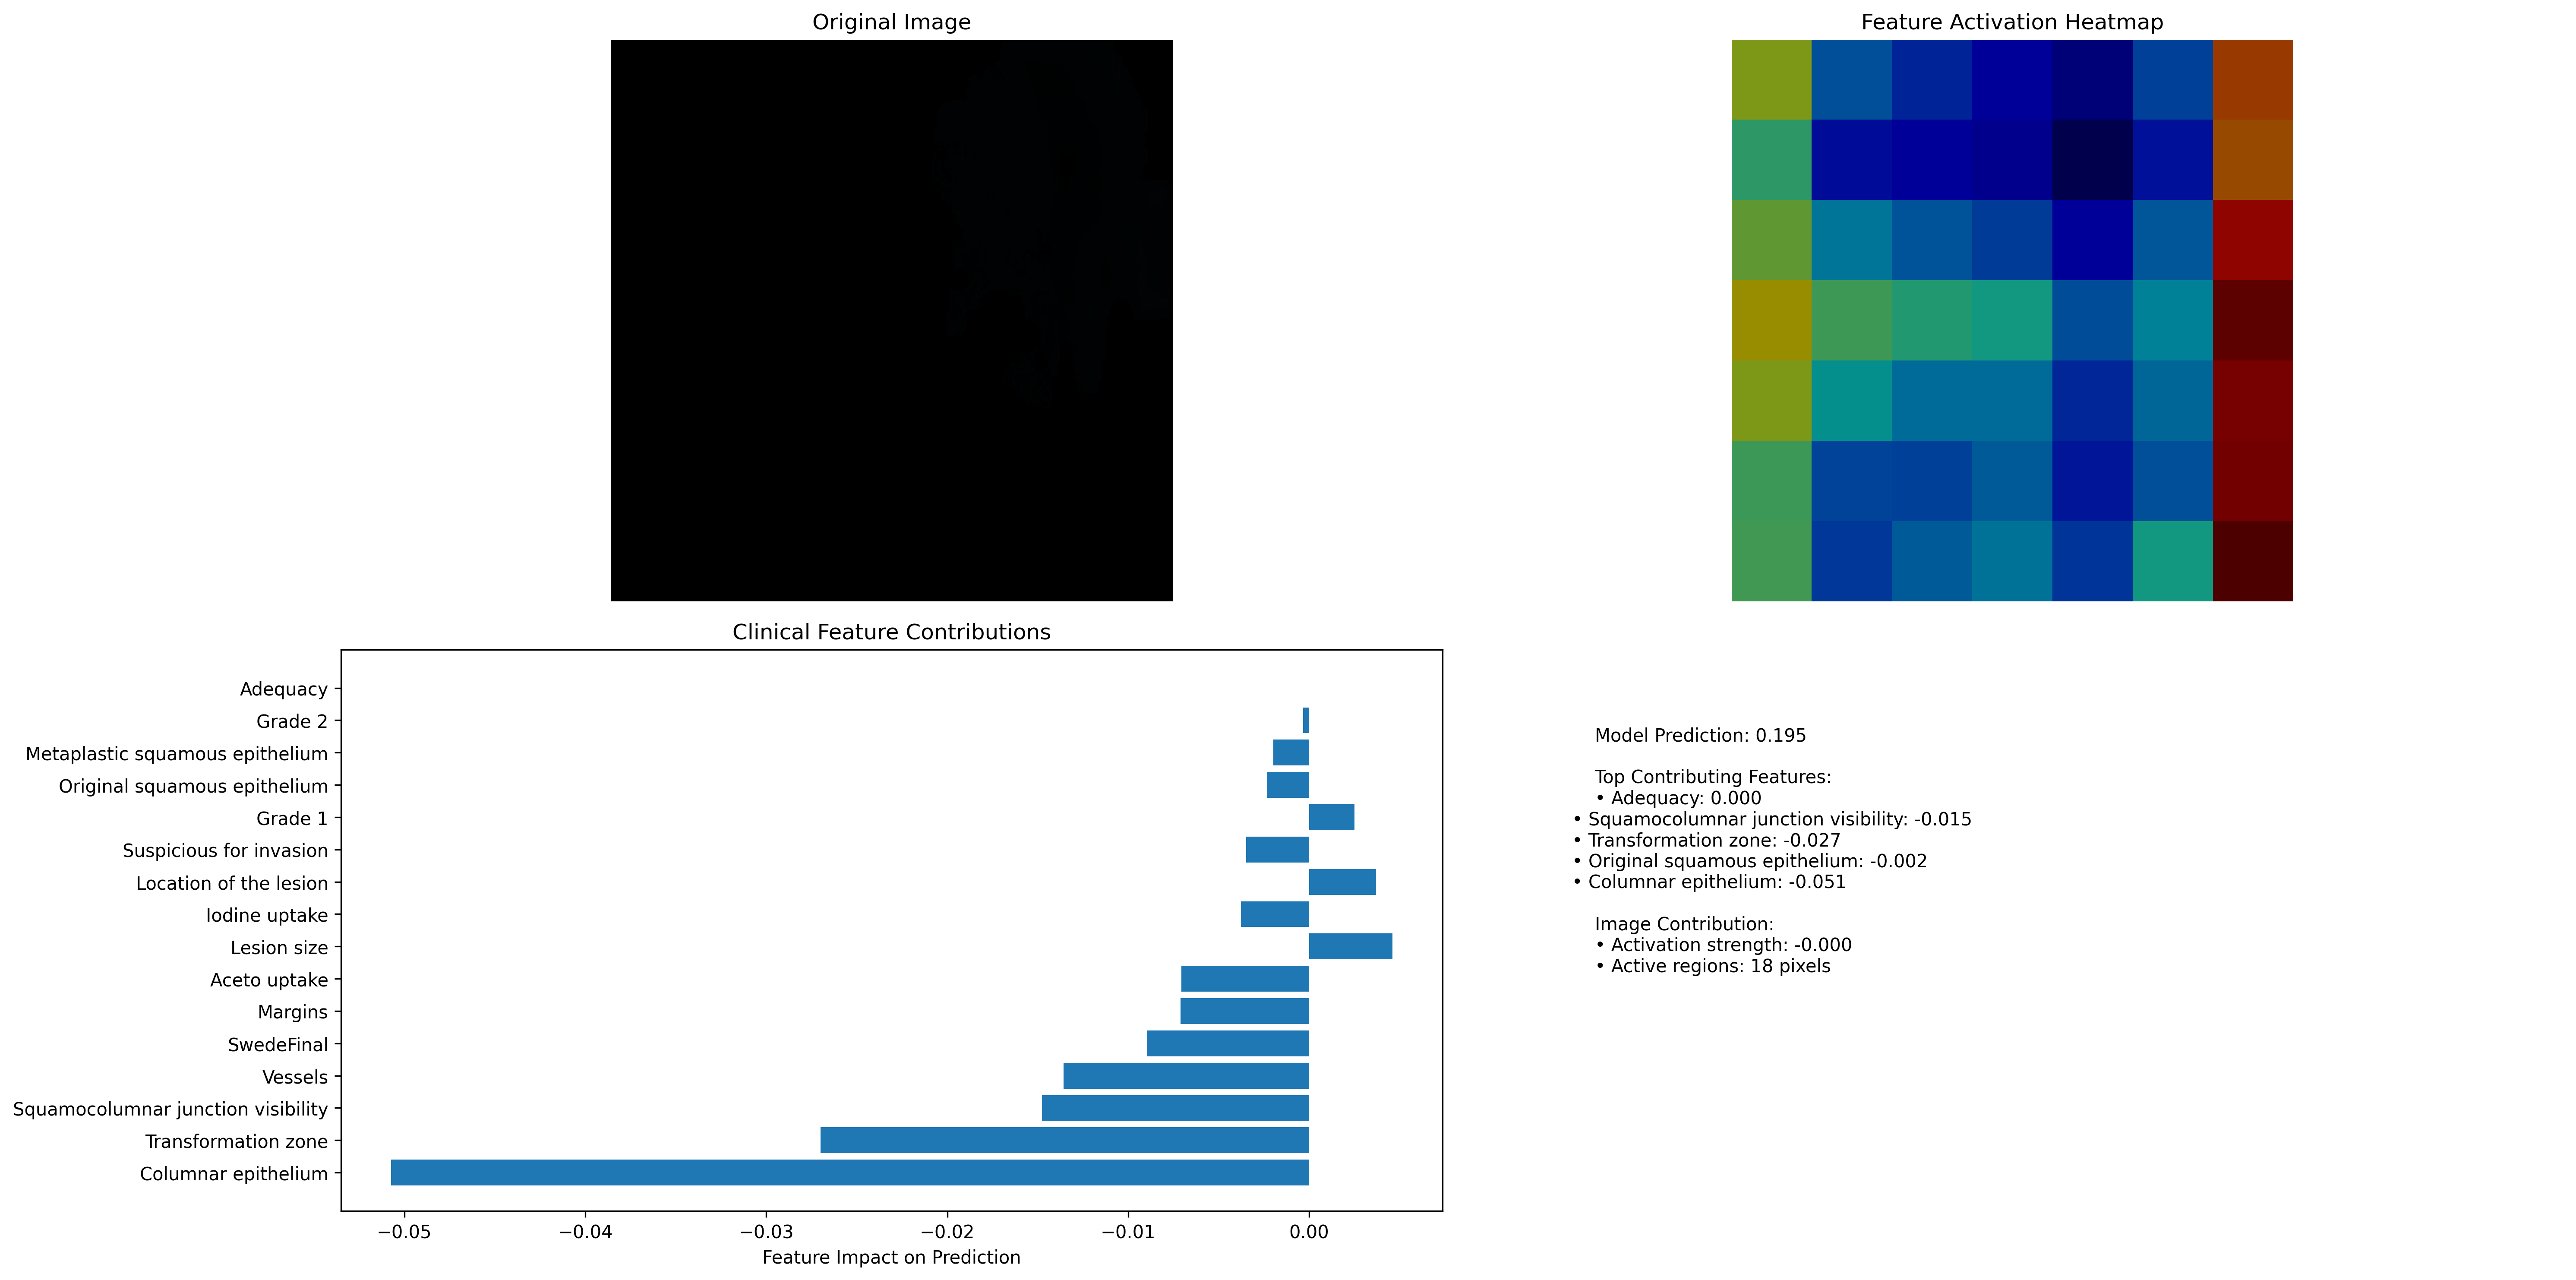 Original Image
Feature Activation Heatmap
Clinical Feature Contributions
Adequacy
Grade 2
Metaplastic squamous epithelium
Original squamous epithelium
Grade 1
Suspicious for invasion
Location of the lesion
Iodine uptake
Lesion size
Aceto uptake
Margins
SwedeFinal
Vessels
Squamocolumnar junction visibility
Transformation zone
Columnar epithelium
−0.05 −0.04 −0.03 −0.02 −0.01 0.00
Feature Impact on Prediction
Model Prediction: 0.195
Top Contributing Features:
• Adequacy: 0.000
• Squamocolumnar junction visibility: -0.015
• Transformation zone: -0.027
• Original squamous epithelium: -0.002
• Columnar epithelium: -0.051
Image Contribution:
• Activation strength: -0.000
• Active regions: 18 pixels